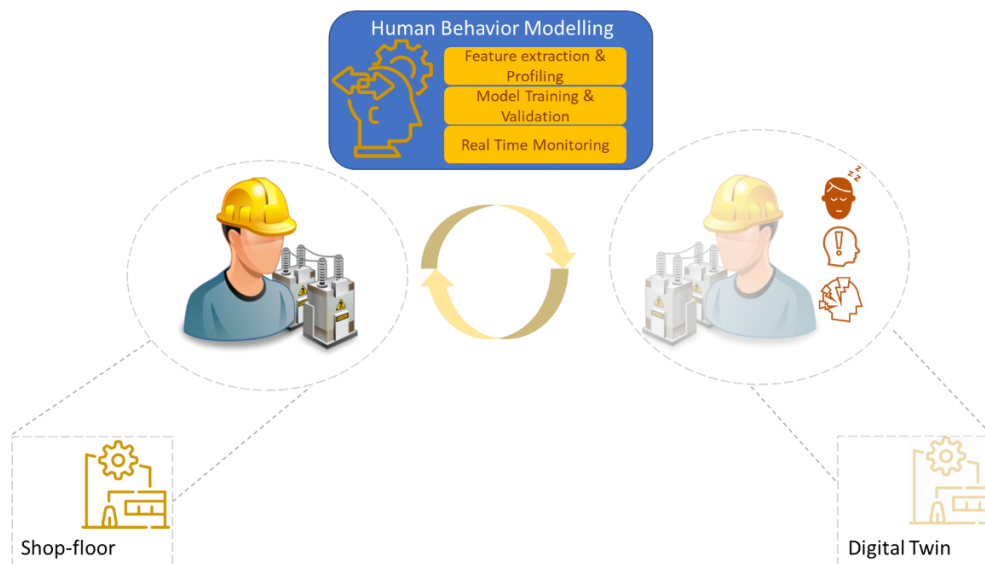 Human Behavior Modelling
Feature extraction &
Profiling
Model Training &
Validation
Real Time Monitoring
z
z
z
Shop-floor
Digital Twin